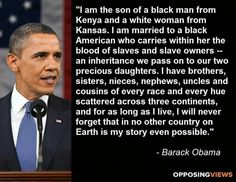 "I am the son of a black man from
Kenya and a white woman from
Kansas. I am married to a black
American who carries within her the
blood of slaves and slave owners --
an inheritance we pass on to our two
precious daughters. I have brothers,
sisters, nieces, nephews, uncles and
cousins of every race and every hue
scattered across three continents,
and for as long as I live, I will never
forget that in no other country on
Earth is my story even possible."
- Barack Obama
OPPOSINGVIEWS